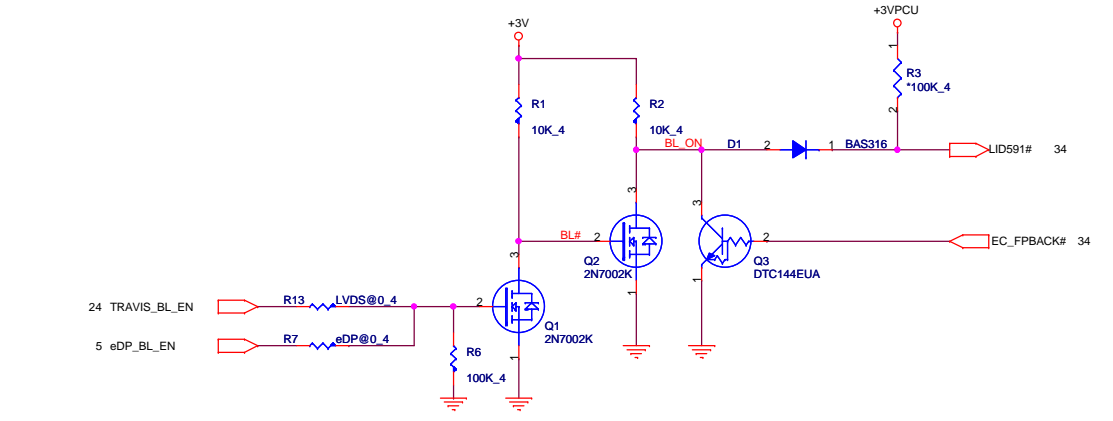 +3VPCU
+3V
1
R3
*100K_4
2
R1
10K_4
R2
10K_4
BL_ON
D1
2
1
BAS316
LID591# 34
3
3
BL#
2
2
EC_FPBACK# 34
Q2
2N7002K
Q3
DTC144EUA
3
1
1
24 TRAVIS_BL_EN
R13
LVDS@0_4
2
Q1
2N7002K
5 eDP_BL_EN
R7
eDP@0_4
R6
100K_4
1